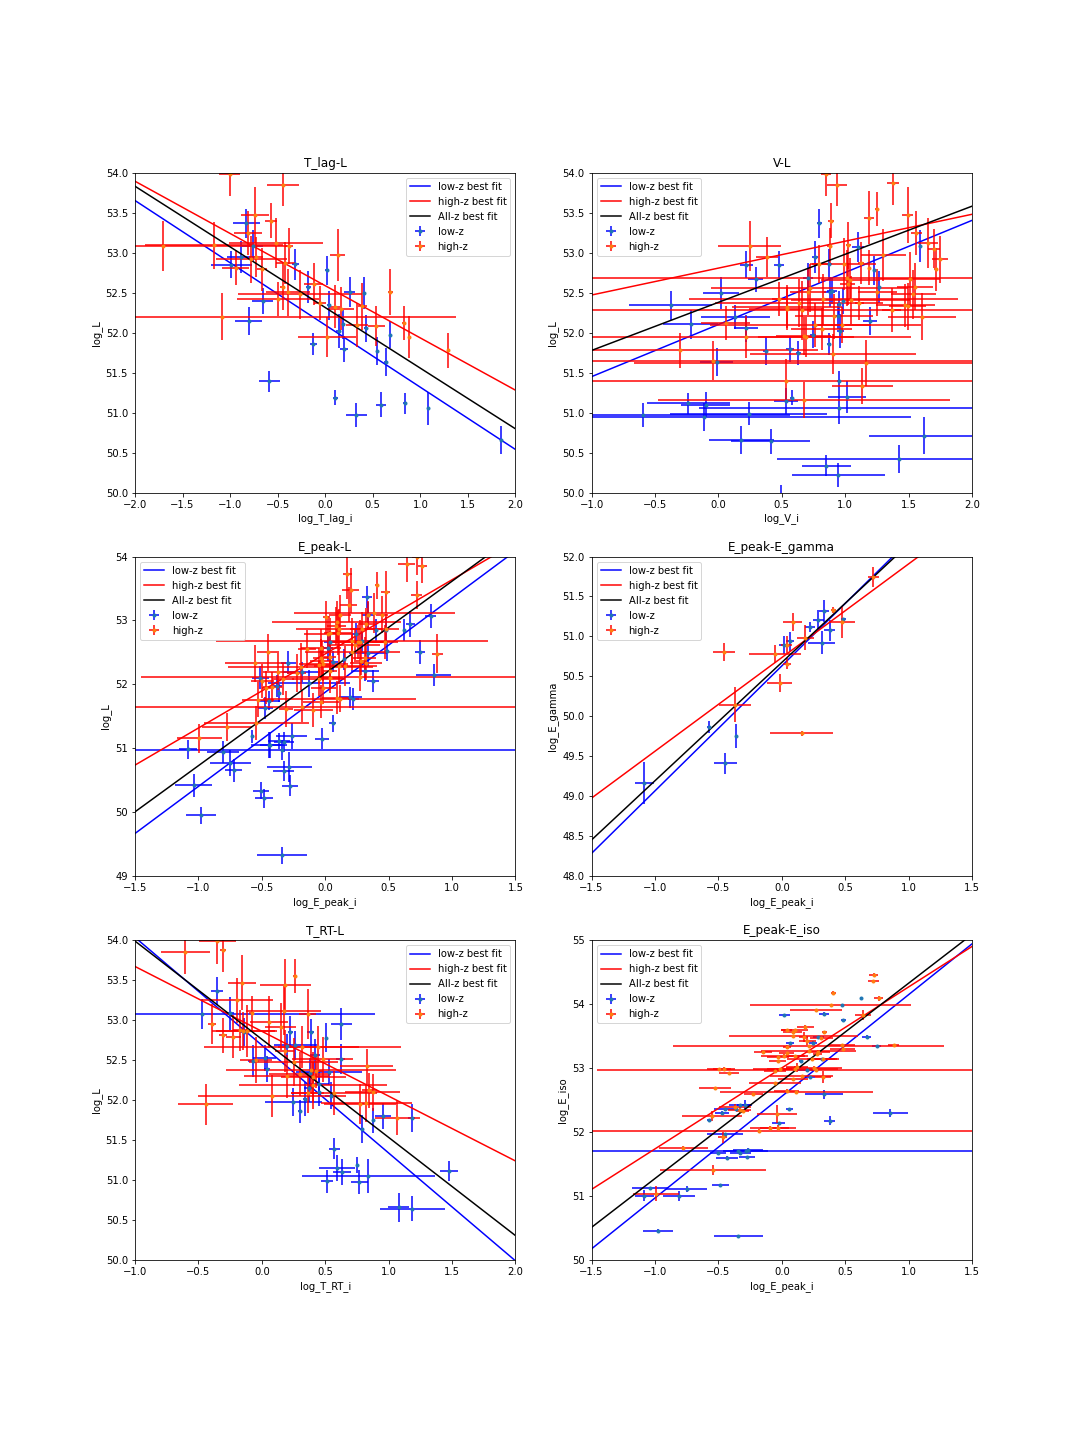 T_lag-L
54.0
53.5
53.0
52.5
52.0
51.5
51.0
50.5
50.0
log_L
−2.0 −1.5 −1.0 −0.5 0.0 0.5 1.0 1.5 2.0
log_T_lag_i
low-z best fit
high-z best fit
All-z best fit
low-z
high-z
V-L
54.0
53.5
53.0
52.5
52.0
51.5
51.0
50.5
50.0
log_L
−1.0 −0.5 0.0 0.5 1.0 1.5 2.0
log_V_i
low-z best fit
high-z best fit
All-z best fit
low-z
high-z
E_peak-L
54
53
52
51
50
49
log_L
−1.5 −1.0 −0.5 0.0 0.5 1.0 1.5
log_E_peak_i
low-z best fit
high-z best fit
All-z best fit
low-z
high-z
E_peak-E_gamma
52.0
51.5
51.0
50.5
50.0
49.5
49.0
48.5
48.0
log_E_gamma
−1.5 −1.0 −0.5 0.0 0.5 1.0 1.5
log_E_peak_i
low-z best fit
high-z best fit
All-z best fit
low-z
high-z
T_RT-L
54.0
53.5
53.0
52.5
52.0
51.5
51.0
50.5
50.0
log_L
−1.0 −0.5 0.0 0.5 1.0 1.5 2.0
log_T_RT_i
low-z best fit
high-z best fit
All-z best fit
low-z
high-z
E_peak-E_iso
55
54
53
52
51
50
log_E_iso
−1.5 −1.0 −0.5 0.0 0.5 1.0 1.5
log_E_peak_i
low-z best fit
high-z best fit
All-z best fit
low-z
high-z